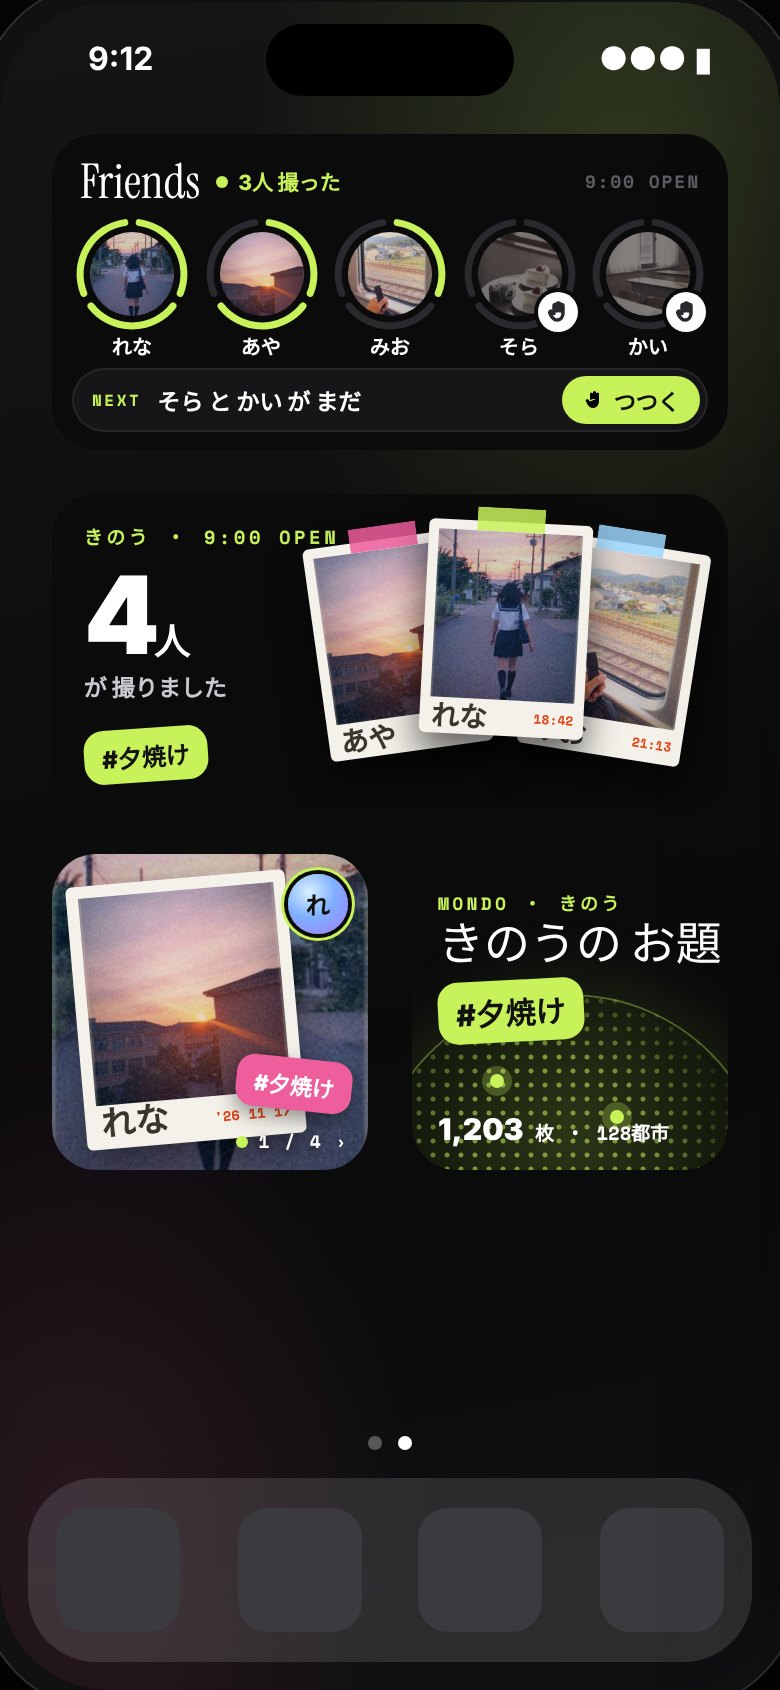 9:12
Friends 3人 撮った 9:00 OPEN
れな あや みお そら かい
NEXT そら と かい が まだ つつく
きのう ・ 9:00 OPEN
4人
が 撮りました
#夕焼け
あや
れな 18:42
21:13
れ
#夕焼け
れな '26 11 17
1 / 4 ›
MONDO ・ きのう
きのうの お題
#夕焼け
1,203 枚 ・ 128都市